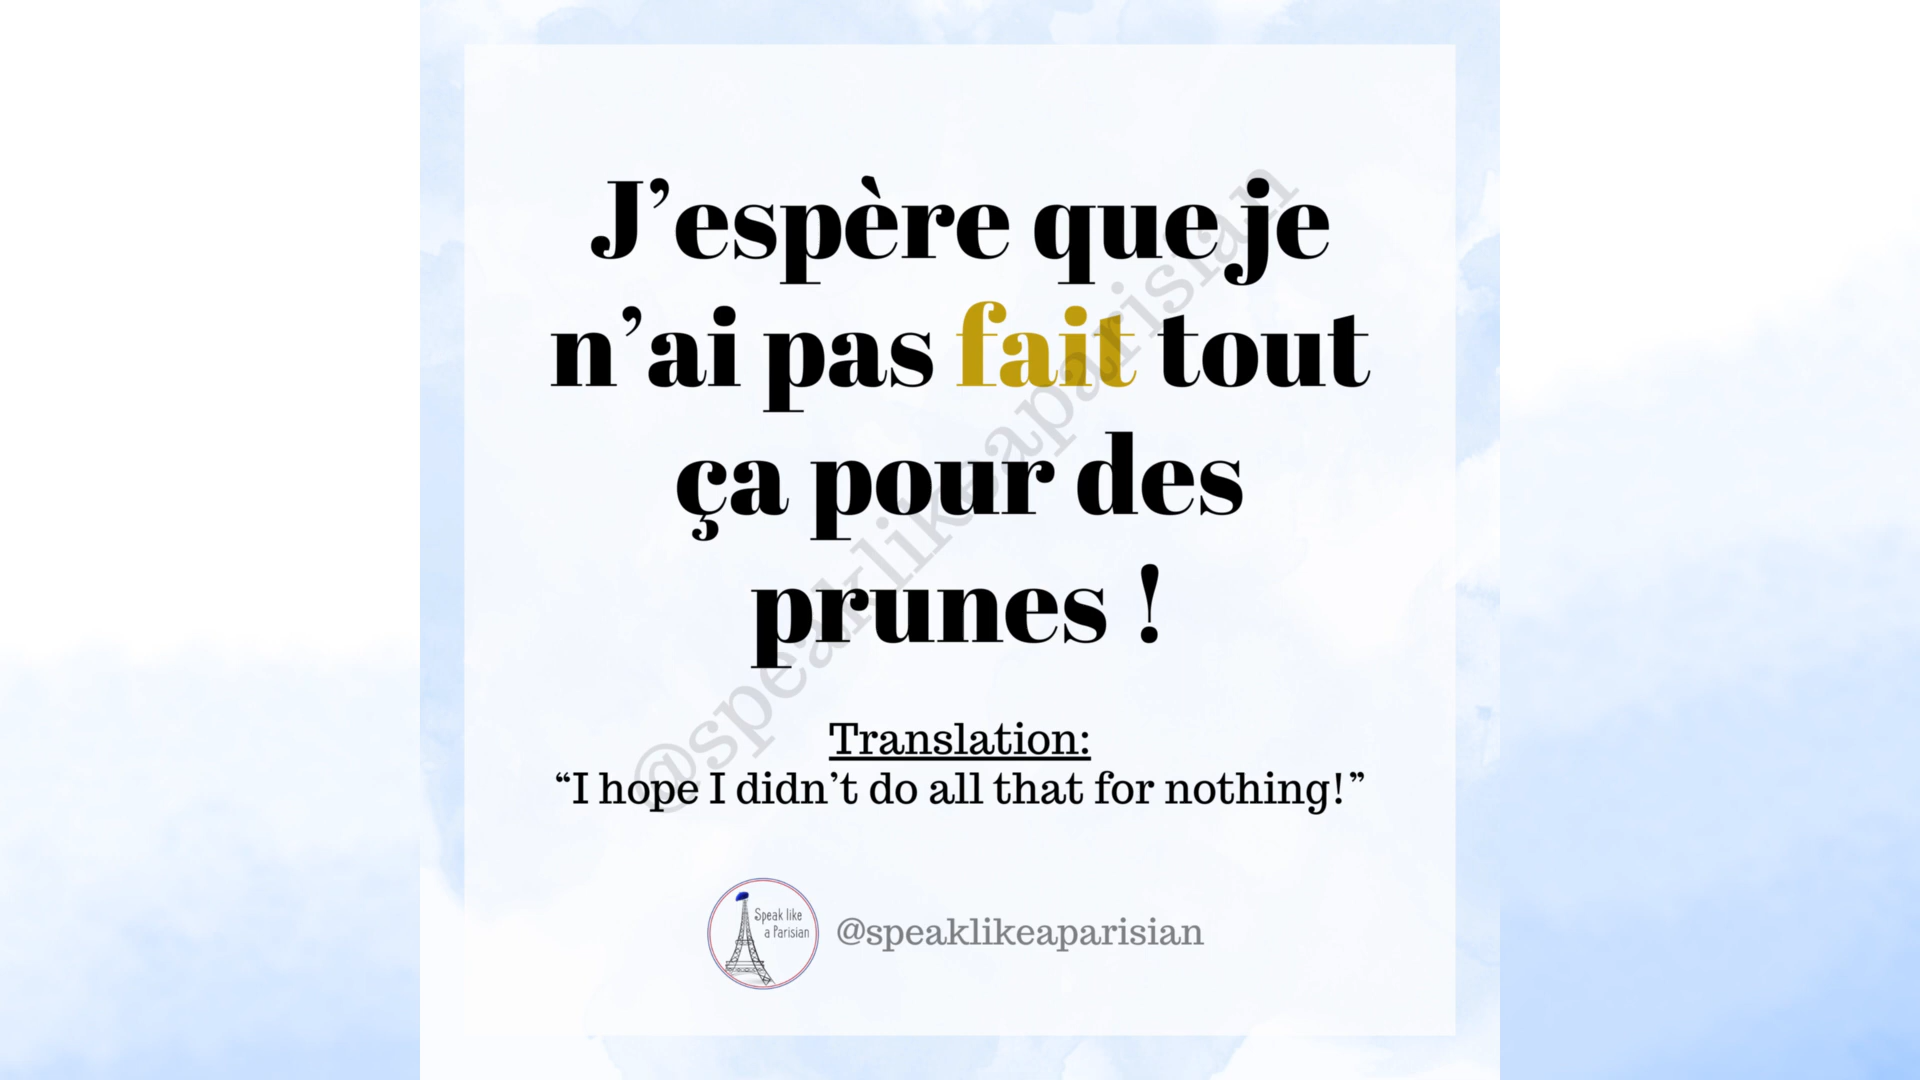 J’espère que je
n’ai pas fait tout
ça pour des
prunes !
Translation:
“I hope I didn’t do all that for nothing!”
Speak like
a Parisian
@speaklikeaparisian
@speaklikeaparisian